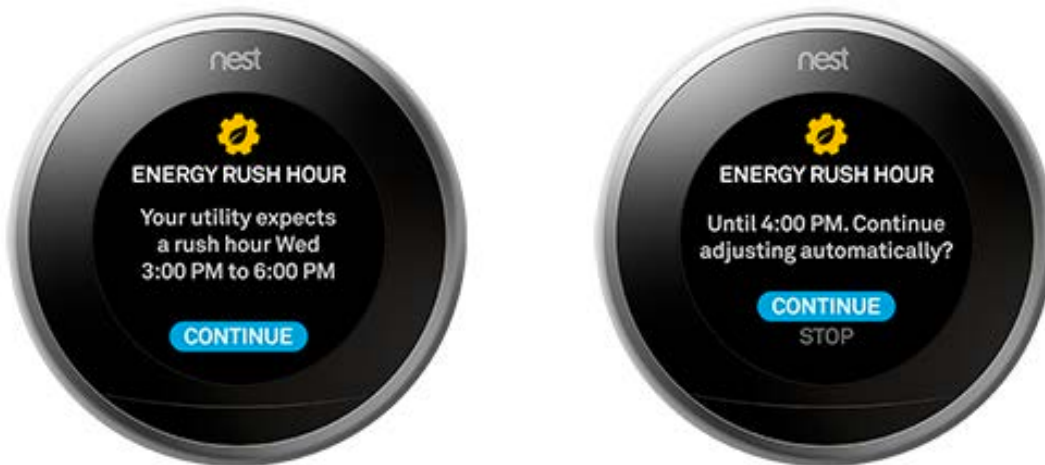 nest
ENERGY RUSH HOUR
Your utility expects
a rush hour Wed
3:00 PM to 6:00 PM
CONTINUE
nest
ENERGY RUSH HOUR
Until 4:00 PM. Continue
adjusting automatically?
CONTINUE
STOP